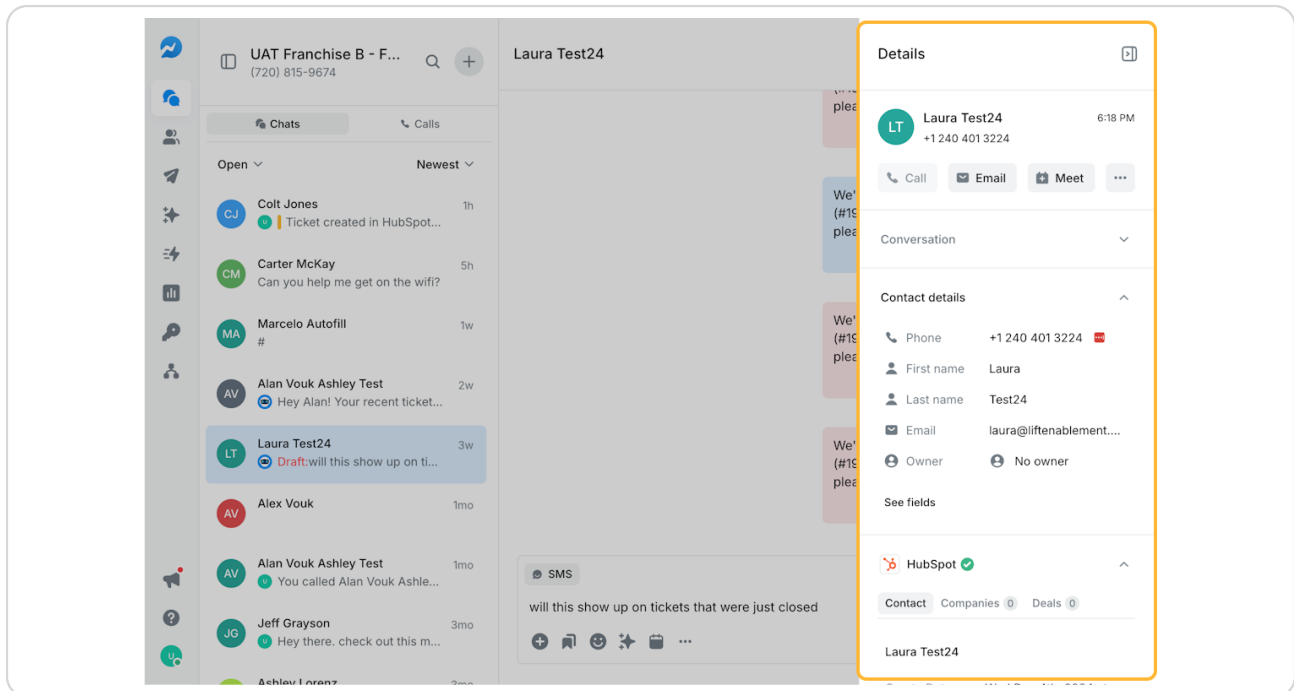 UAT Franchise B - F...
(720) 815-9674
Chats
Calls
Open
Newest
CJ
Colt Jones
1h
U
Ticket created in HubSpot...
CM
Carter McKay
5h
Can you help me get on the wifi?
MA
Marcelo Autofill
1w
#
AV
Alan Vouk Ashley Test
2w
Hey Alan! Your recent ticket...
LT
Laura Test24
3w
Draft:will this show up on ti...
AV
Alex Vouk
1mo
AV
Alan Vouk Ashley Test
1mo
U
You called Alan Vouk Ashle...
JG
Jeff Grayson
3mo
U
Hey there. check out this m...
Ashley Lorenz
3mo
U
Laura Test24
plea
We'
(#19
plea
We'
(#19
plea
We'
(#19
plea
SMS
will this show up on tickets that were just closed
Details
LT
Laura Test24
6:18 PM
+1 240 401 3224
Call
Email
Meet
Conversation
Contact details
Phone
+1 240 401 3224
First name
Laura
Last name
Test24
Email
laura@liftenablement....
Owner
No owner
See fields
HubSpot
Contact
Companies 0
Deals 0
Laura Test24